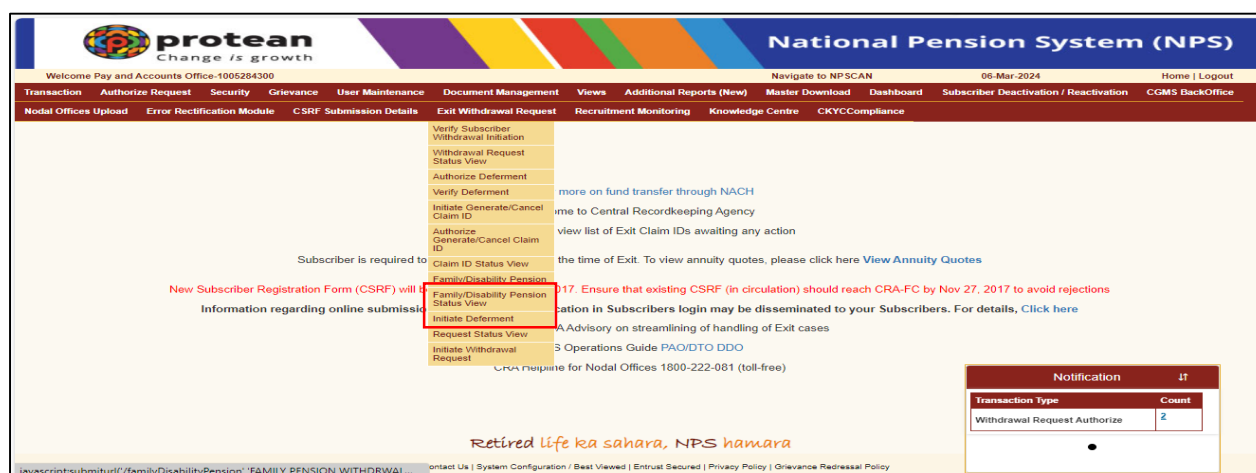 protean
Change is growth
National Pension System (NPS)
Welcome Pay and Accounts Office-1005284300
Navigate to NPSCAN
06-Mar-2024
Home | Logout
Transaction Authorize Request Security Grievance User Maintenance Document Management Views Additional Reports (New) Master Download Dashboard Subscriber Deactivation / Reactivation CGMS BackOffice
Nodal Offices Upload Error Rectification Module CSRF Submission Details Exit Withdrawal Request Recruitment Monitoring Knowledge Centre CKYCCompliance
Verify Subscriber
Withdrawal Initiation
Withdrawal Request
Status View
Authorize Deferment
Verify Deferment
Initiate Generate/Cancel
Claim ID
Authorize
Generate/Cancel Claim
ID
Claim ID Status View
Family/Disability Pension
Family/Disability Pension
Status View
Initiate Deferment
Request Status View
Initiate Withdrawal
Request
more on fund transfer through NACH
me to Central Recordkeeping Agency
view list of Exit Claim IDs awaiting any action
Subscriber is required to the time of Exit. To view annuity quotes, please click here View Annuity Quotes
New Subscriber Registration Form (CSRF) will b 17. Ensure that existing CSRF (in circulation) should reach CRA-FC by Nov 27, 2017 to avoid rejections
Information regarding online submissio cation in Subscribers login may be disseminated to your Subscribers. For details, Click here
A Advisory on streamlining of handling of Exit cases
S Operations Guide PAO/DTO DDO
CRA Helpline for Nodal Offices 1800-222-081 (toll-free)
Notification
Transaction Type Count
Withdrawal Request Authorize 2
Retired life ka sahara, NPS hamara
javascript:submiturl('/familyDisabilityPension','FAMILY PENSION WITHDRWAL...
ontact Us | System Configuration / Best Viewed | Entrust Secured | Privacy Policy | Grievance Redressal Policy